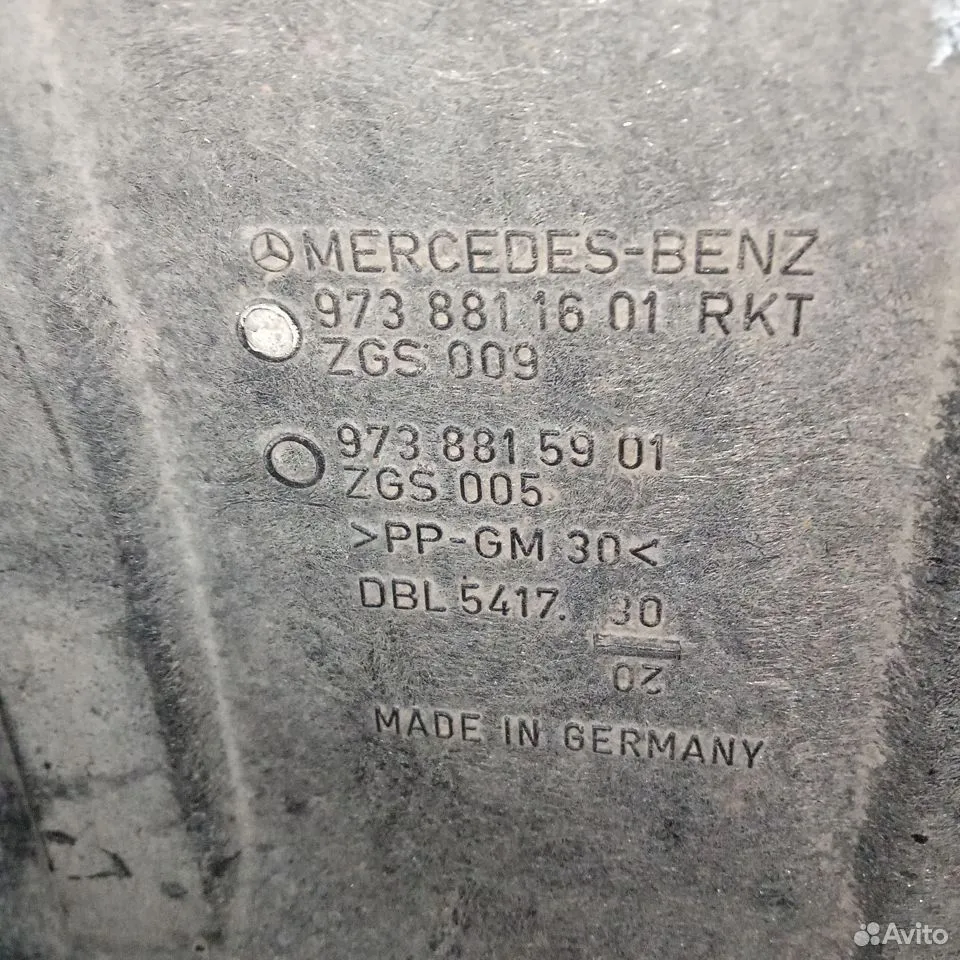 MERCEDES-BENZ
973 881 16 01 RKT
ZGS 009
973 881 59 01
ZGS 005
>PP-GM 30<
DBL 5417. 30
20
MADE IN GERMANY
Avito